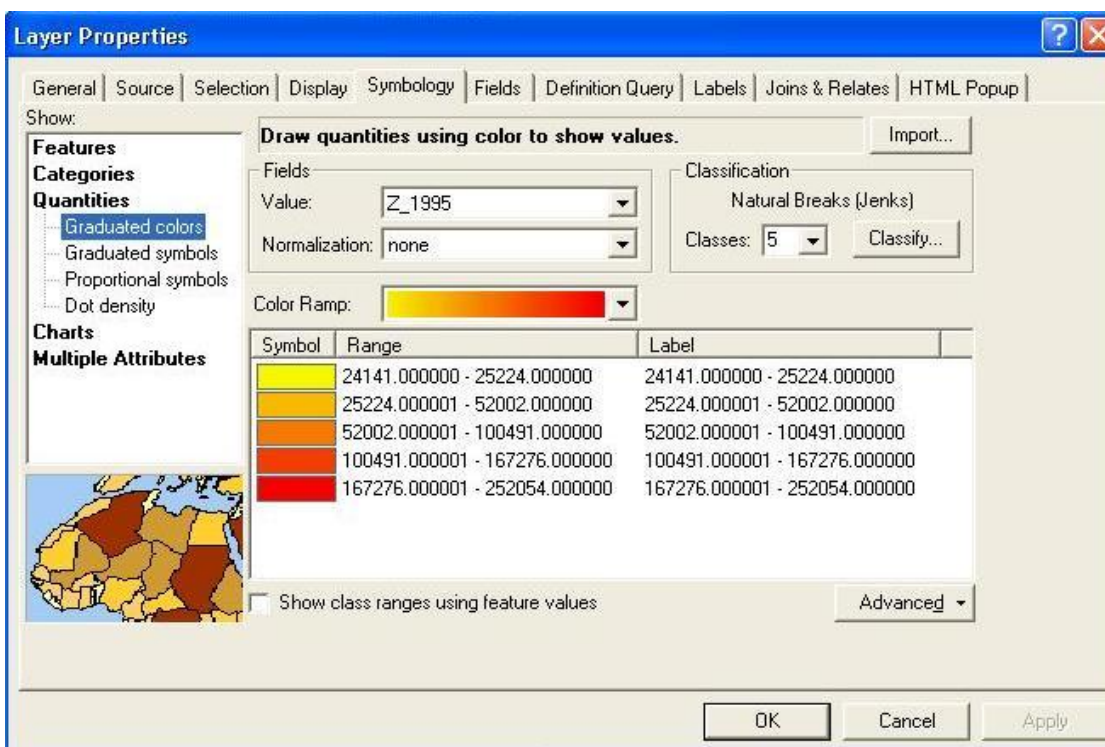 Layer Properties
General Source Selection Display Symbology Fields Definition Query Labels Joins & Relates HTML Popup
Show:
Features
Categories
Quantities
Graduated colors
Graduated symbols
Proportional symbols
Dot density
Charts
Multiple Attributes
Draw quantities using color to show values.
Import...
Fields
Value: Z_1995
Normalization: none
Classification
Natural Breaks (Jenks)
Classes: 5 Classify...
Color Ramp:
Symbol Range Label
24141.000000 - 25224.000000 24141.000000 - 25224.000000
25224.000001 - 52002.000000 25224.000001 - 52002.000000
52002.000001 - 100491.000000 52002.000001 - 100491.000000
100491.000001 - 167276.000000 100491.000001 - 167276.000000
167276.000001 - 252054.000000 167276.000001 - 252054.000000
Show class ranges using feature values
Advanced
OK Cancel Apply